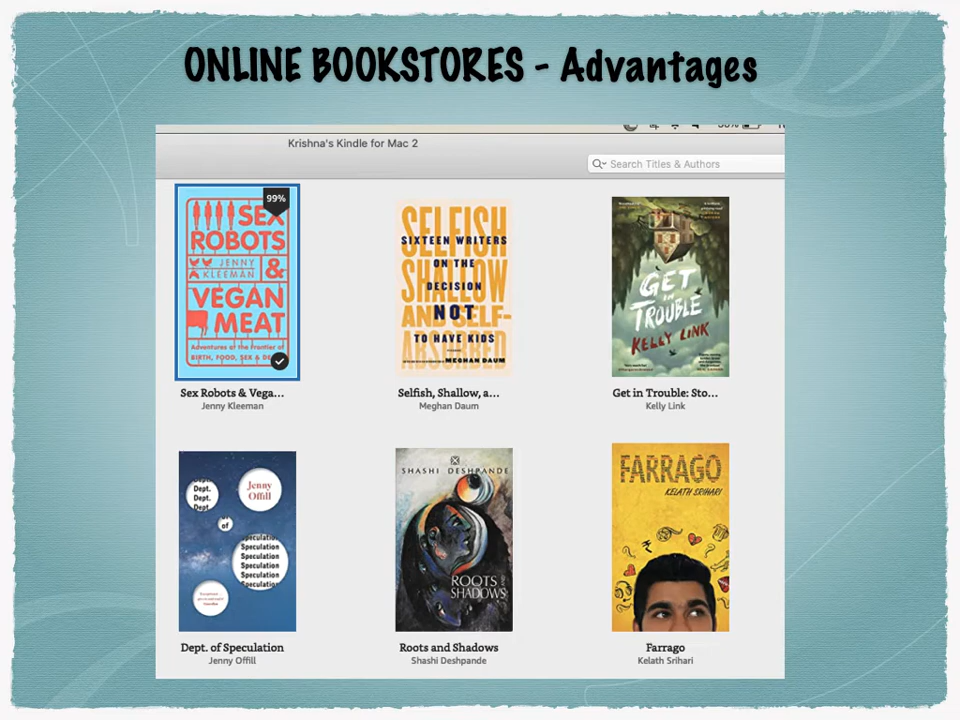 ONLINE BOOKSTORES - Advantages
Krishna's Kindle for Mac 2
Search Titles & Authors
99%
SEX
ROBOTS
JENNY
KLEEMAN
&
VEGAN
MEAT
Adventures at the Frontier of
BIRTH, FOOD, SEX &
Sex Robots & Vega...
Jenny Kleeman
SELFISH
SIXTEEN WRITERS
ON THE
SHALLOW
DECISION
NOT
AND SELF-
TO HAVE KIDS
ABSORBED
MEGHAN DAUM
Selfish, Shallow, a...
Meghan Daum
GET
IN
TROUBLE
KELLY LINK
Get in Trouble: Sto...
Kelly Link
Dept.
Dept.
Dept.
Dept.
Jenny
Offill
of
of
Speculation
Speculation
Speculation
Speculation
Speculation
Speculation
Dept. of Speculation
Jenny Offill
SHASHI DESHPANDE
ROOTS AND
SHADOWS
Roots and Shadows
Shashi Deshpande
FARRAGO
KELATH SRIHARI
₹
Farrago
Kelath Srihari